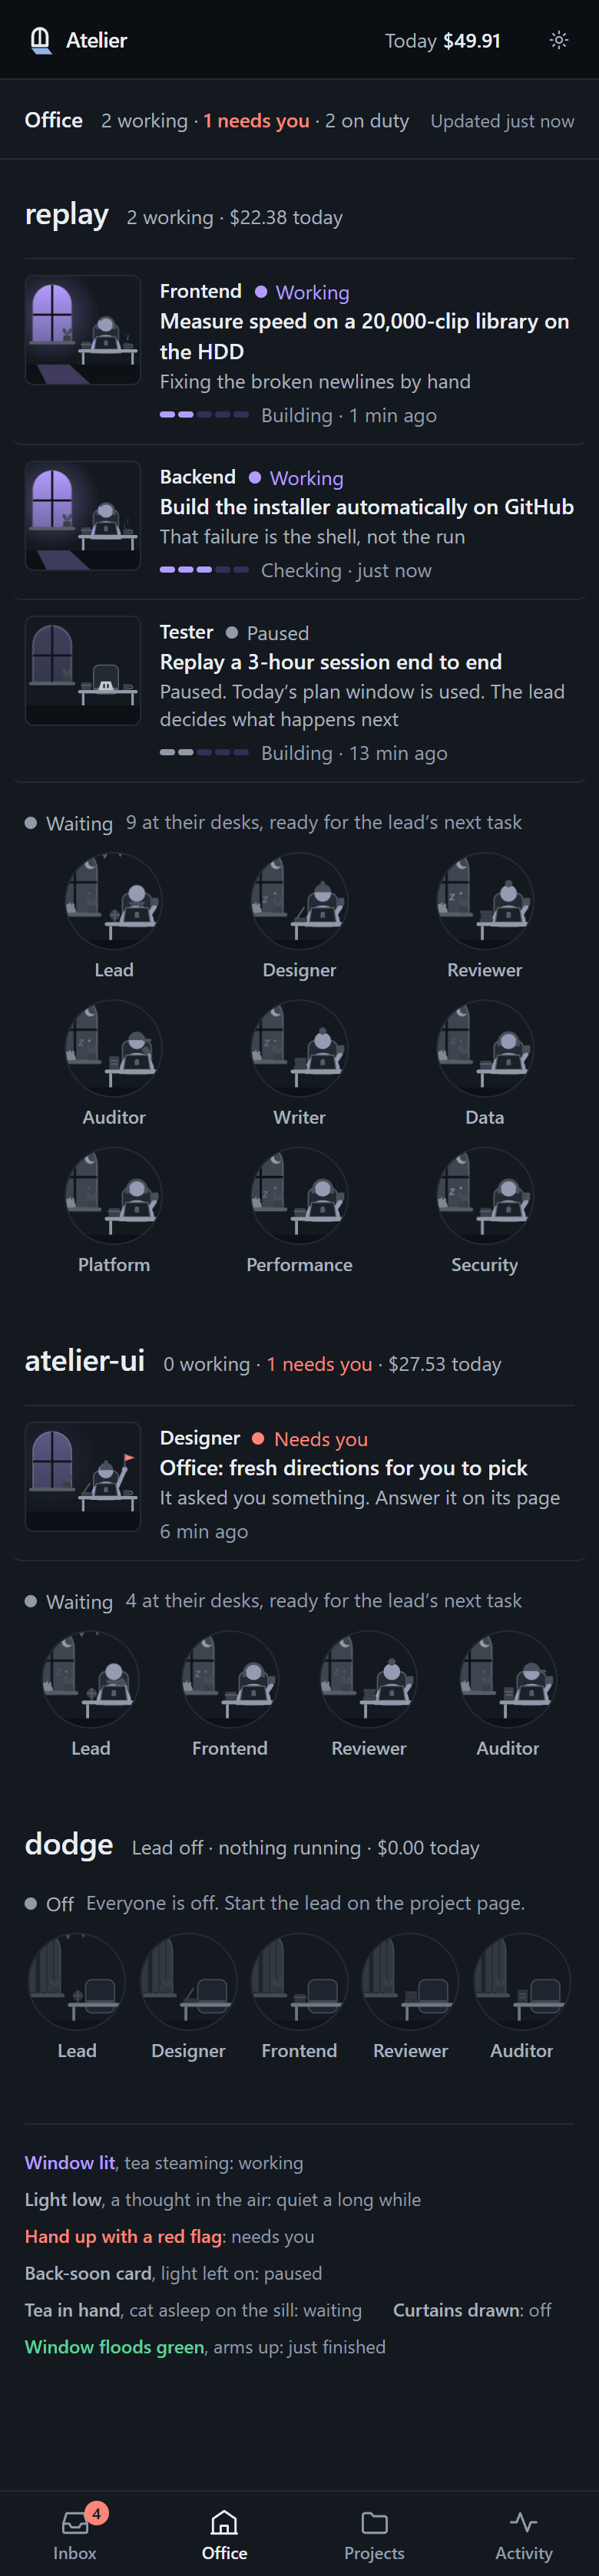 Atelier
Today $49.91
Office 2 working · 1 needs you · 2 on duty Updated just now
replay 2 working · $22.38 today
Frontend Working
Measure speed on a 20,000-clip library on
the HDD
Fixing the broken newlines by hand
Building · 1 min ago
Backend Working
Build the installer automatically on GitHub
That failure is the shell, not the run
Checking · just now
Tester Paused
Replay a 3-hour session end to end
Paused. Today’s plan window is used. The lead
decides what happens next
Building · 13 min ago
Waiting 9 at their desks, ready for the lead’s next task
Lead Designer Reviewer
Auditor Writer Data
Platform Performance Security
atelier-ui 0 working · 1 needs you · $27.53 today
Designer Needs you
Office: fresh directions for you to pick
It asked you something. Answer it on its page
6 min ago
Waiting 4 at their desks, ready for the lead’s next task
Lead Frontend Reviewer Auditor
dodge Lead off · nothing running · $0.00 today
Off Everyone is off. Start the lead on the project page.
Lead Designer Frontend Reviewer Auditor
Window lit, tea steaming: working
Light low, a thought in the air: quiet a long while
Hand up with a red flag: needs you
Back-soon card, light left on: paused
Tea in hand, cat asleep on the sill: waiting Curtains drawn: off
Window floods green, arms up: just finished
4
Inbox Office Projects Activity